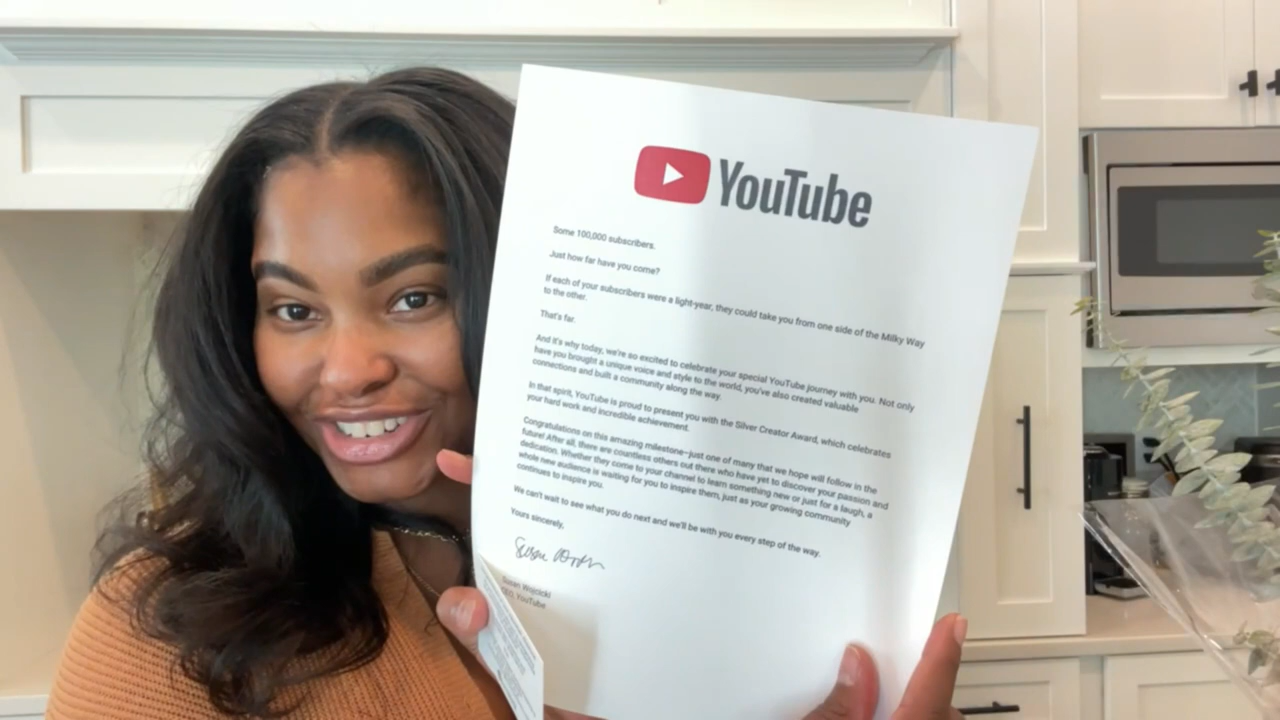 YouTube
Some 100,000 subscribers.
Just how far have you come?
If each of your subscribers were a light-year, they could take you from one side of the Milky Way
to the other.
That's far.
And it's why today, we're so excited to celebrate your special YouTube journey with you. Not only
have you brought a unique voice and style to the world, you've also created valuable
connections and built a community along the way.
In that spirit, YouTube is proud to present you with the Silver Creator Award, which celebrates
your hard work and incredible achievement.
Congratulations on this amazing milestone—just one of many that we hope will follow in the
future! After all, there are countless others out there who have yet to discover your passion and
dedication. Whether they come to your channel to learn something new or just for a laugh, a
whole new audience is waiting for you to inspire them, just as your growing community
continues to inspire you.
We can't wait to see what you do next and we'll be with you every step of the way.
Yours sincerely,
Susan Wojcicki
CEO, YouTube